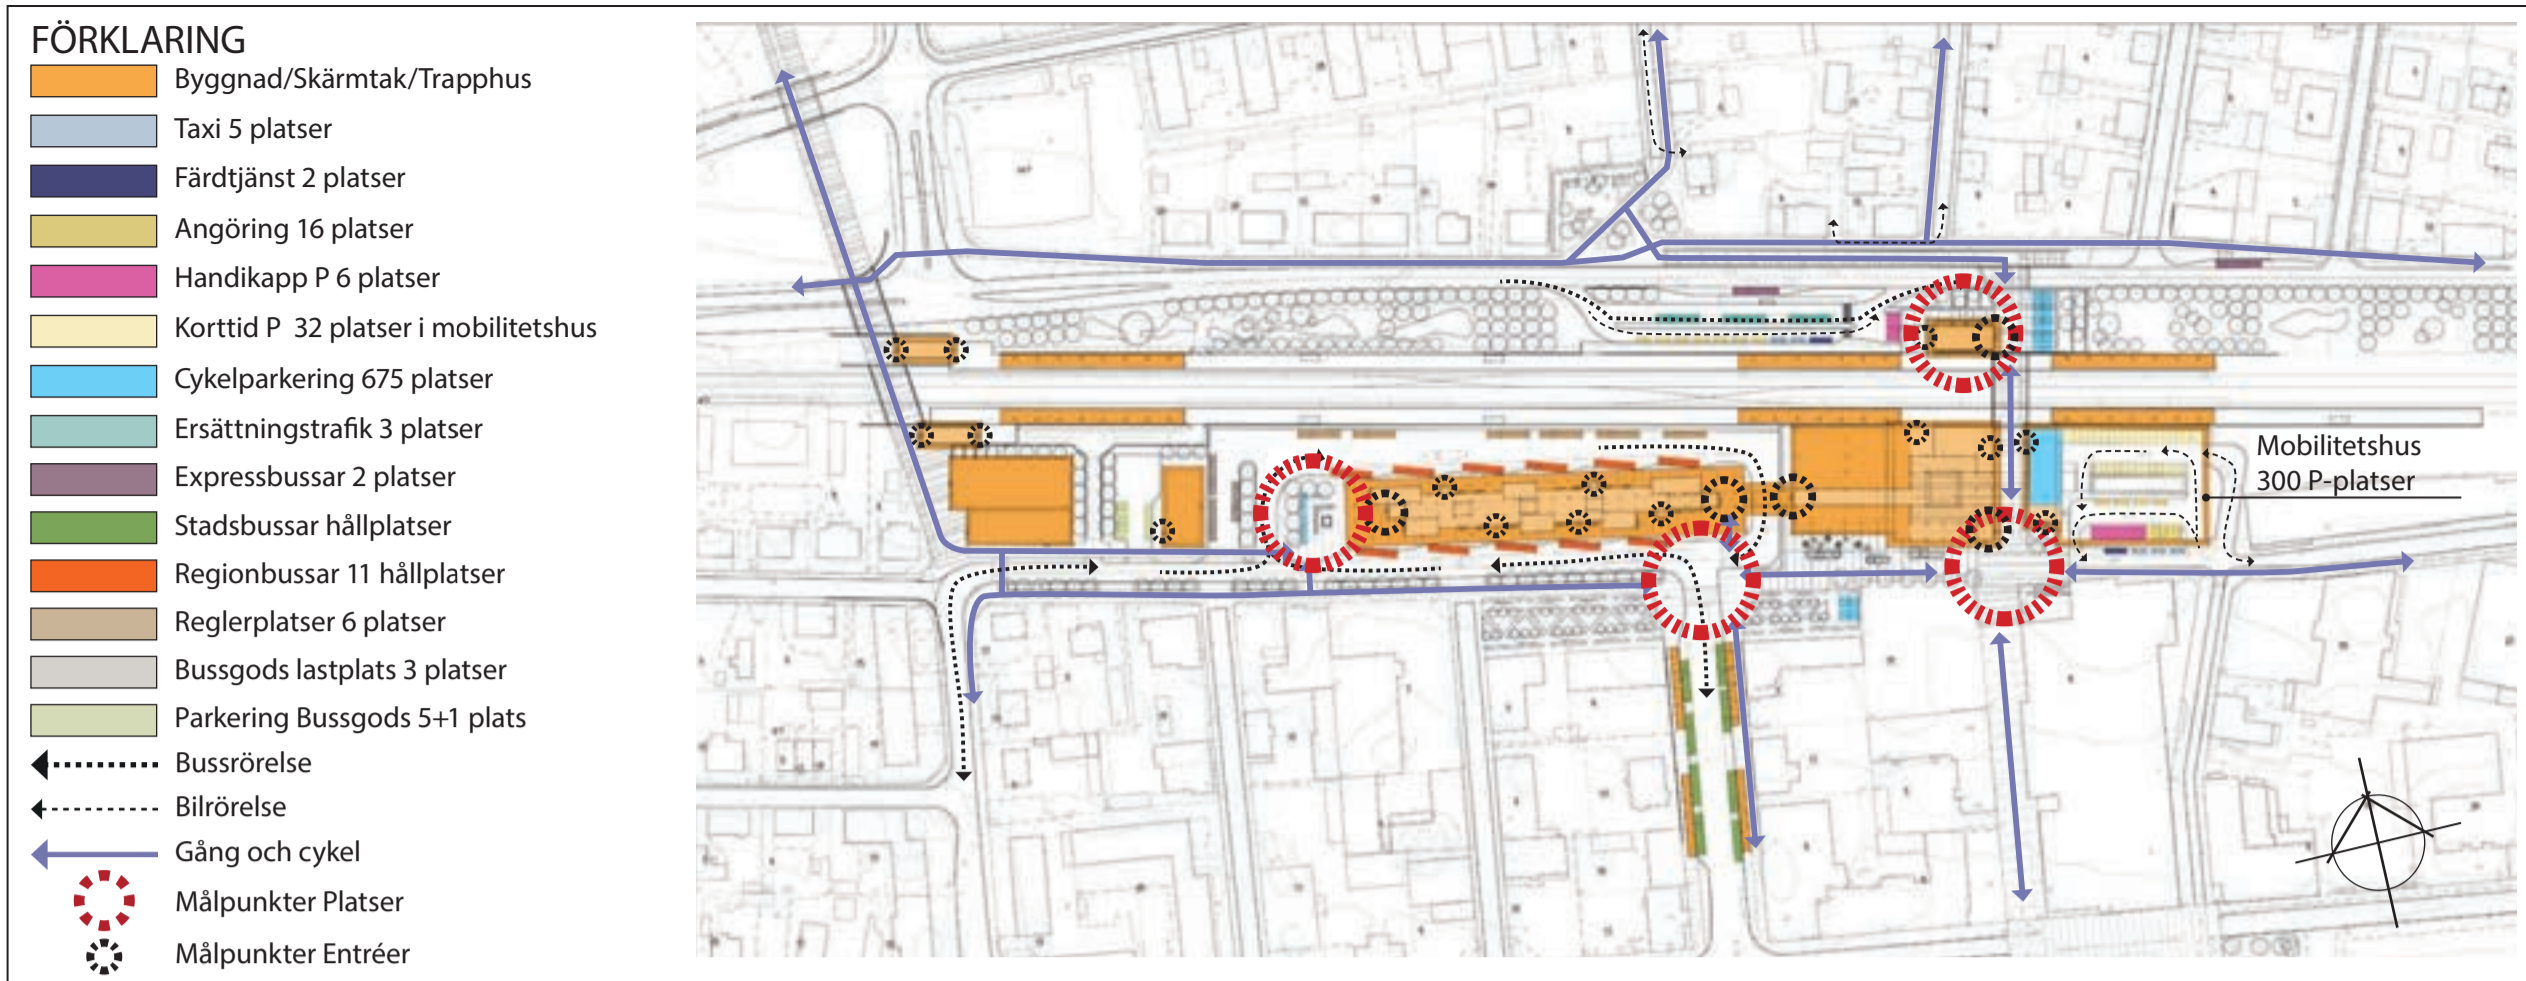 FÖRKLARING
Byggnad/Skärmtak/Trapphus
Taxi 5 platser
Färdtjänst 2 platser
Angöring 16 platser
Handikapp P 6 platser
Korttid P 32 platser i mobilitetshus
Cykelparkering 675 platser
Ersättningstrafik 3 platser
Expressbussar 2 platser
Stadsbussar hållplatser
Regionbussar 11 hållplatser
Reglerplatser 6 platser
Bussgods lastplats 3 platser
Parkering Bussgods 5+1 plats
Bussrörelse
Bilrörelse
Gång och cykel
Målpunkter Platser
Målpunkter Entréer
Mobilitetshus
300 P-platser